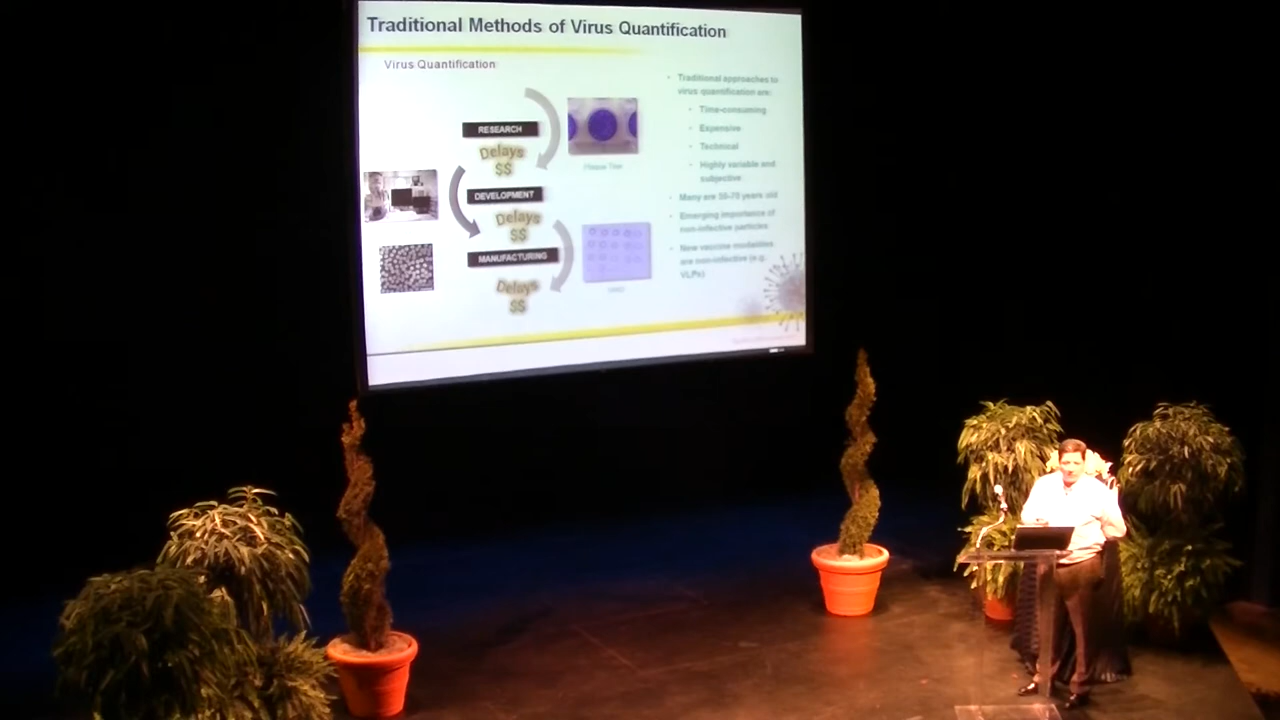 Traditional Methods of Virus Quantification
Virus Quantification
RESEARCH
Delays
$$
DEVELOPMENT
Delays
$$
MANUFACTURING
Delays
$$
Plaque Titer
• Traditional approaches to
virus quantification are:
• Time-consuming
• Expensive
• Technical
• Highly variable and
subjective
• Many are 50-70 years old
• Emerging importance of
non-infective particles
• New vaccine modalities
are non-infective (e.g.
VLPs)